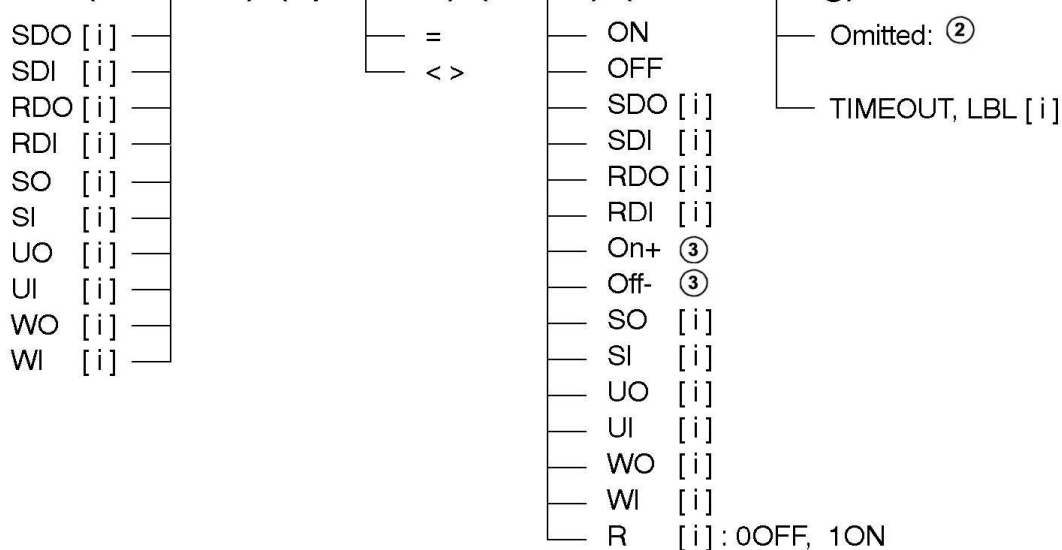 SDO [i]
SDI [i]
RDO [i]
RDI [i]
SO [i]
SI [i]
UO [i]
UI [i]
WO [i]
WI [i]
=
< >
ON
OFF
SDO [i]
SDI [i]
RDO [i]
RDI [i]
On+ ③
Off- ③
SO [i]
SI [i]
UO [i]
UI [i]
WO [i]
WI [i]
R [i] : 0OFF, 1ON
Omitted: ②
TIMEOUT, LBL [i]